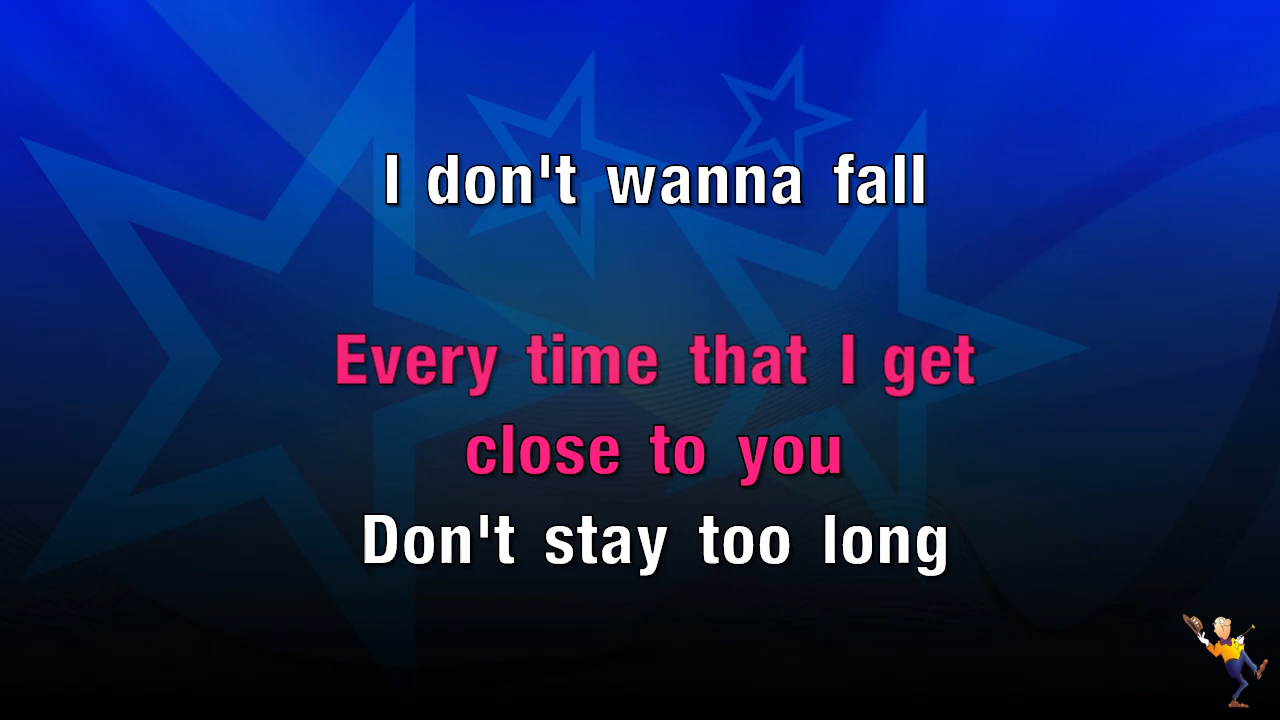 I don't wanna fall
Every time that I get
close to you
Don't stay too long